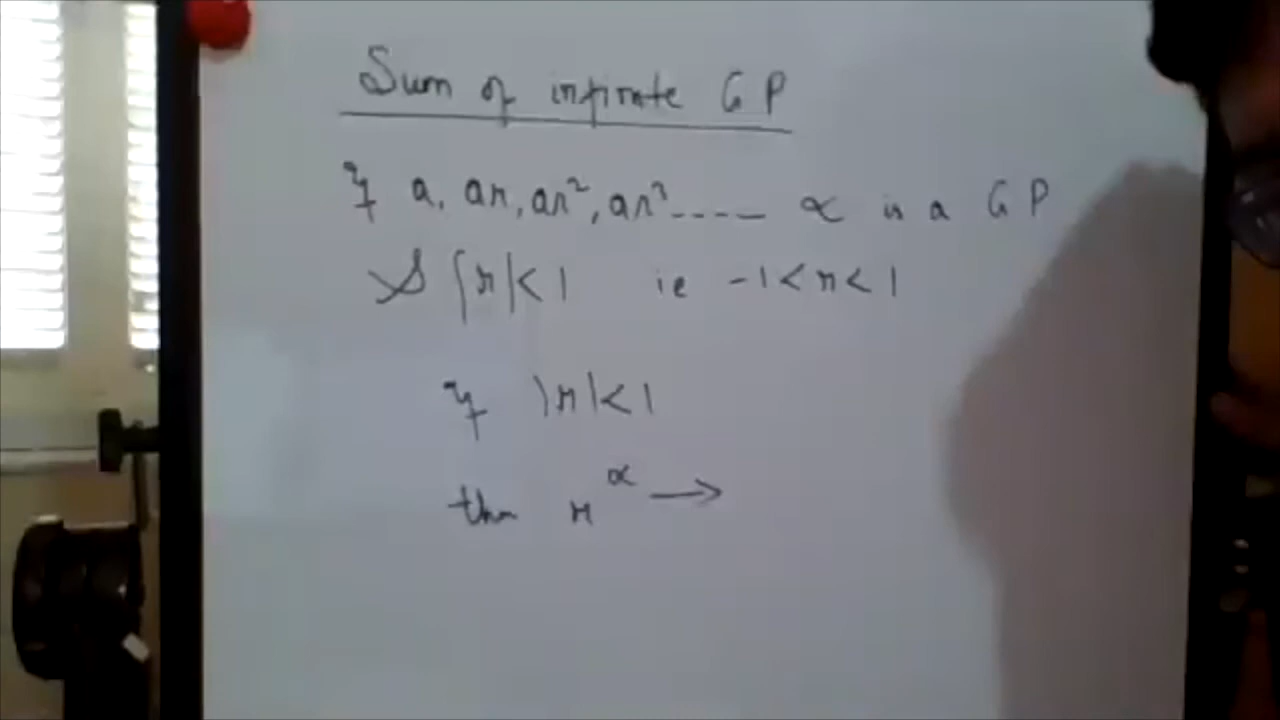 Sum of infinite G P
If a, ar, ar², ar³ ----- ∝ is a G P
& |r| < 1 ie -1 < r < 1
If |r| < 1
then r^∝ →